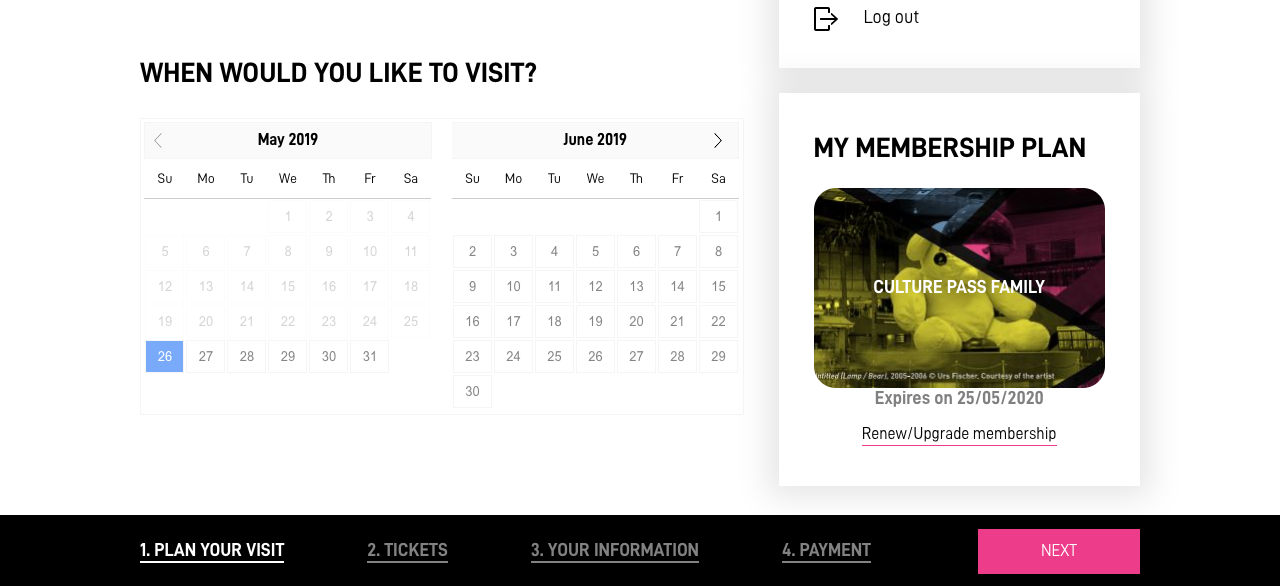 Log out
WHEN WOULD YOU LIKE TO VISIT?
May 2019
Su Mo Tu We Th Fr Sa
1 2 3 4
5 6 7 8 9 10 11
12 13 14 15 16 17 18
19 20 21 22 23 24 25
26 27 28 29 30 31
June 2019
Su Mo Tu We Th Fr Sa
1
2 3 4 5 6 7 8
9 10 11 12 13 14 15
16 17 18 19 20 21 22
23 24 25 26 27 28 29
30
MY MEMBERSHIP PLAN
CULTURE PASS FAMILY
Untitled (Lamp / Bear), 2005–2006 © Urs Fischer. Courtesy of the artist
Expires on 25/05/2020
Renew/Upgrade membership
1. PLAN YOUR VISIT
2. TICKETS
3. YOUR INFORMATION
4. PAYMENT
NEXT